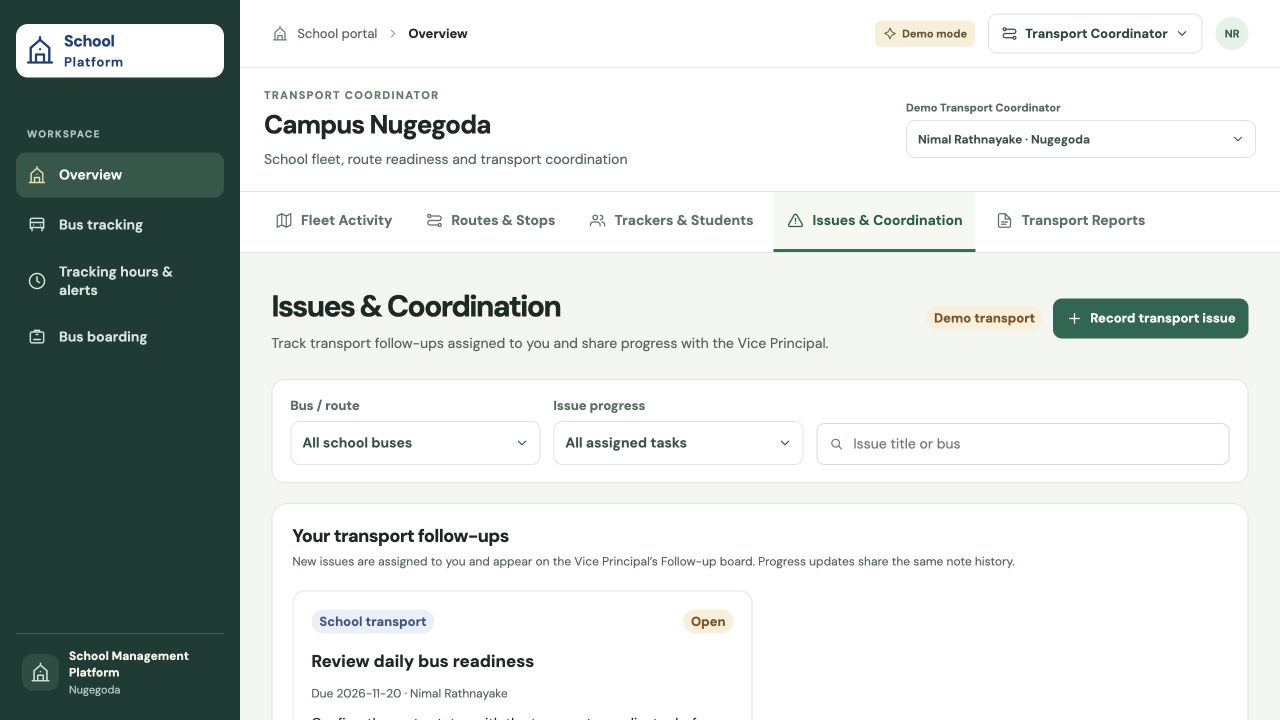 School
Platform
WORKSPACE
Overview
Bus tracking
Tracking hours &
alerts
Bus boarding
School Management
Platform
Nugegoda
School portal
Overview
Demo mode
Transport Coordinator
NR
TRANSPORT COORDINATOR
Campus Nugegoda
School fleet, route readiness and transport coordination
Demo Transport Coordinator
Nimal Rathnayake · Nugegoda
Fleet Activity
Routes & Stops
Trackers & Students
Issues & Coordination
Transport Reports
Issues & Coordination
Track transport follow-ups assigned to you and share progress with the Vice Principal.
Demo transport
Record transport issue
Bus / route
All school buses
Issue progress
All assigned tasks
Issue title or bus
Your transport follow-ups
New issues are assigned to you and appear on the Vice Principal's Follow-up board. Progress updates share the same note history.
School transport
Open
Review daily bus readiness
Due 2026-11-20 · Nimal Rathnayake